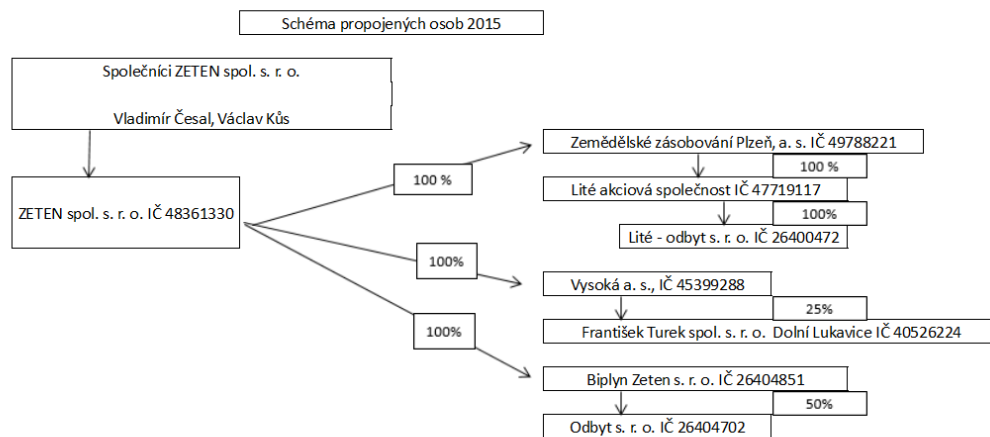 Schéma propojených osob 2015
Společníci ZETEN spol. s. r. o.
Vladimír Česal, Václav Kůs
ZETEN spol. s. r. o. IČ 48361330
100 %
Zemědělské zásobování Plzeň, a. s. IČ 49788221
100 %
Lité akciová společnost IČ 47719117
100%
Lité - odbyt s. r. o. IČ 26400472
100%
Vysoká a. s., IČ 45399288
25%
František Turek spol. s. r. o. Dolní Lukavice IČ 40526224
100%
Biplyn Zeten s. r. o. IČ 26404851
50%
Odbyt s. r. o. IČ 26404702